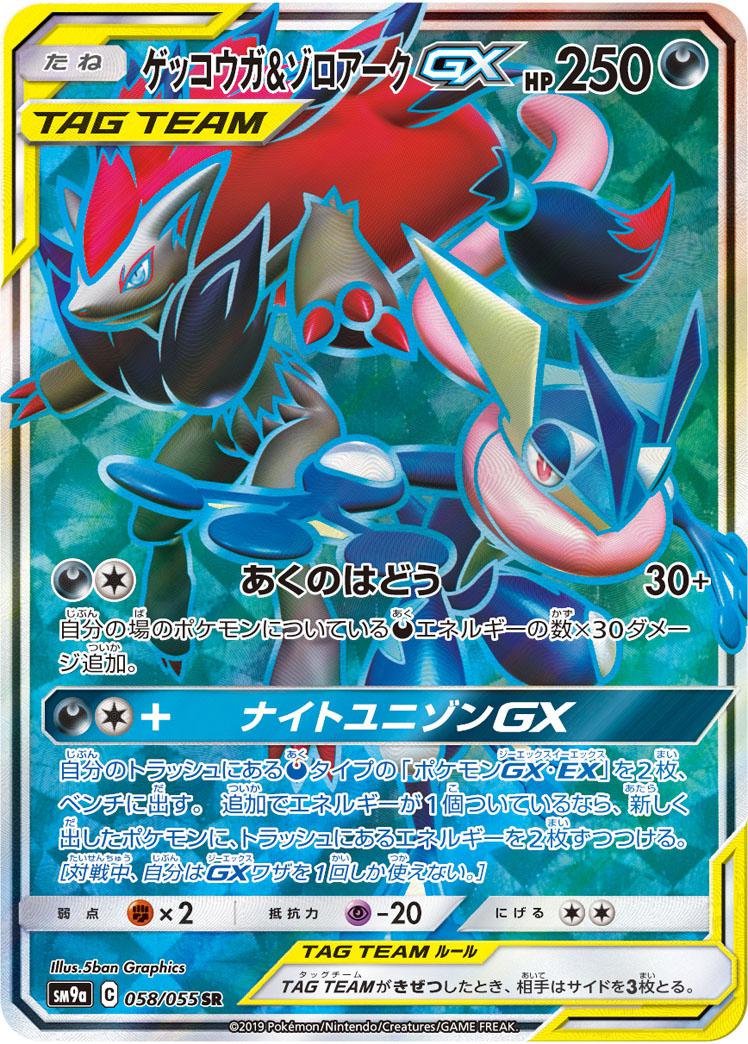 たね ゲッコウガ&ゾロアークGX HP250
TAG TEAM
あくのはどう 30+
自分の場のポケモンについているエネルギーの数×30ダメー
ジ追加。
+ ナイトユニゾンGX
自分のトラッシュにあるタイプの「ポケモンGX・EX」を2枚、
ベンチに出す。追加でエネルギーが1個ついているなら、新しく
出したポケモンに、トラッシュにあるエネルギーを2枚ずつつける。
[対戦中、自分はGXワザを1回しか使えない。]
弱点 ×2 抵抗力 -20 にげる
TAG TEAM ルール
TAG TEAMがきぜつしたとき、相手はサイドを3枚とる。
Illus.5ban Graphics
sm9a C 058/055 SR
©2019 Pokémon/Nintendo/Creatures/GAME FREAK.